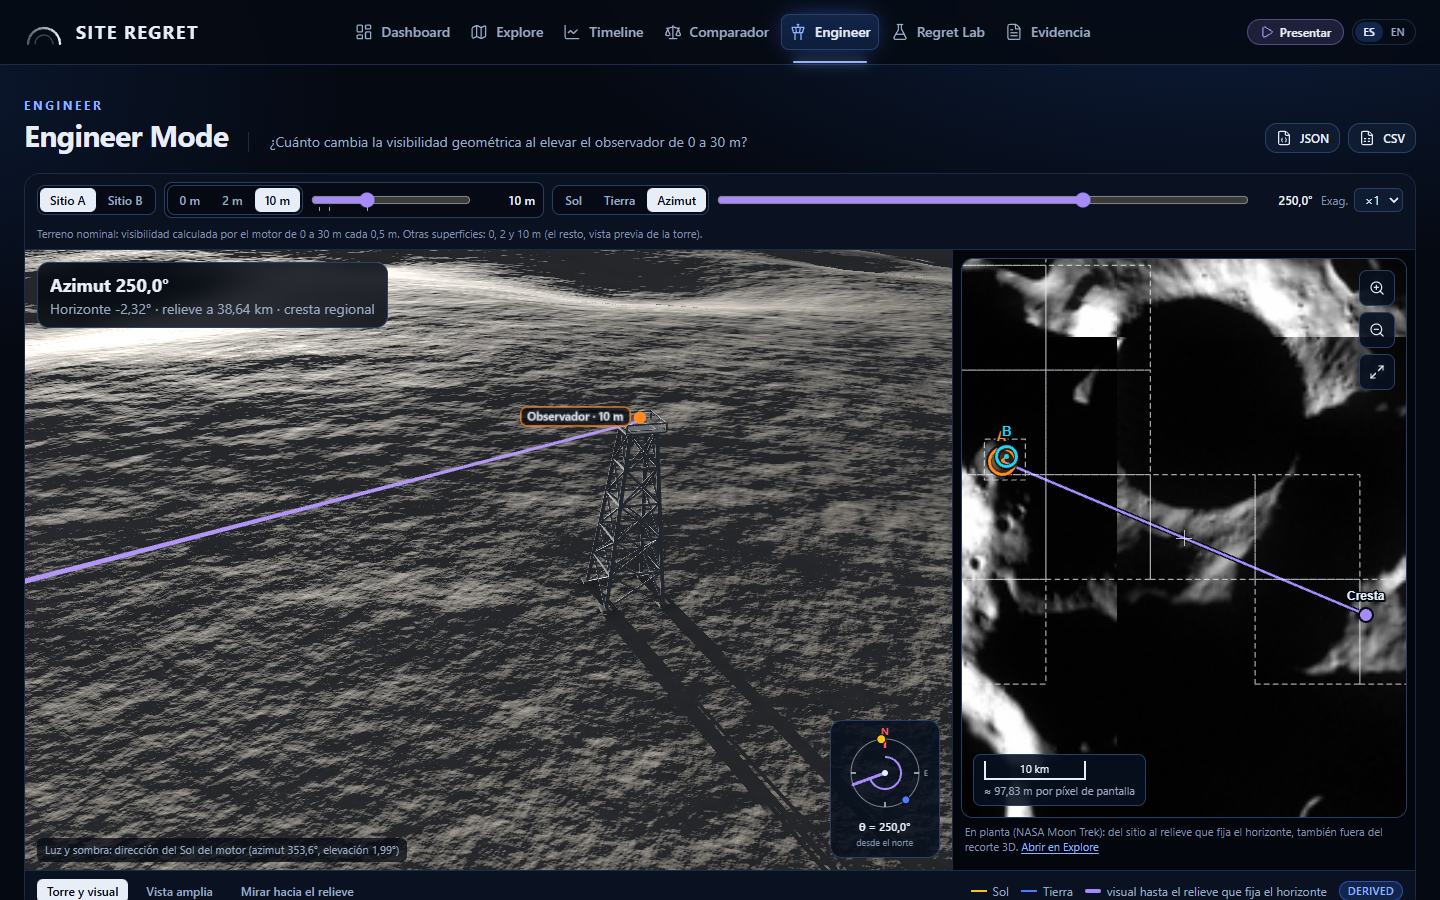 SITE REGRET
Dashboard
Explore
Timeline
Comparador
Engineer
Regret Lab
Evidencia
Presentar
ES
EN
ENGINEER
Engineer Mode
¿Cuánto cambia la visibilidad geométrica al elevar el observador de 0 a 30 m?
JSON
CSV
Sitio A
Sitio B
0 m
2 m
10 m
10 m
Sol
Tierra
Azimut
250,0°
Exag.
×1
Terreno nominal: visibilidad calculada por el motor de 0 a 30 m cada 0,5 m. Otras superficies: 0, 2 y 10 m (el resto, vista previa de la torre).
Azimut 250,0°
Horizonte -2,32° · relieve a 38,64 km · cresta regional
Observador · 10 m
N
E
θ = 250,0°
desde el norte
Luz y sombra: dirección del Sol del motor (azimut 353,6°, elevación 1,99°)
A
B
Cresta
10 km
≈ 97,83 m por píxel de pantalla
En planta (NASA Moon Trek): del sitio al relieve que fija el horizonte, también fuera del
recorte 3D. Abrir en Explore
Torre y visual
Vista amplia
Mirar hacia el relieve
Sol
Tierra
visual hasta el relieve que fija el horizonte
DERIVED